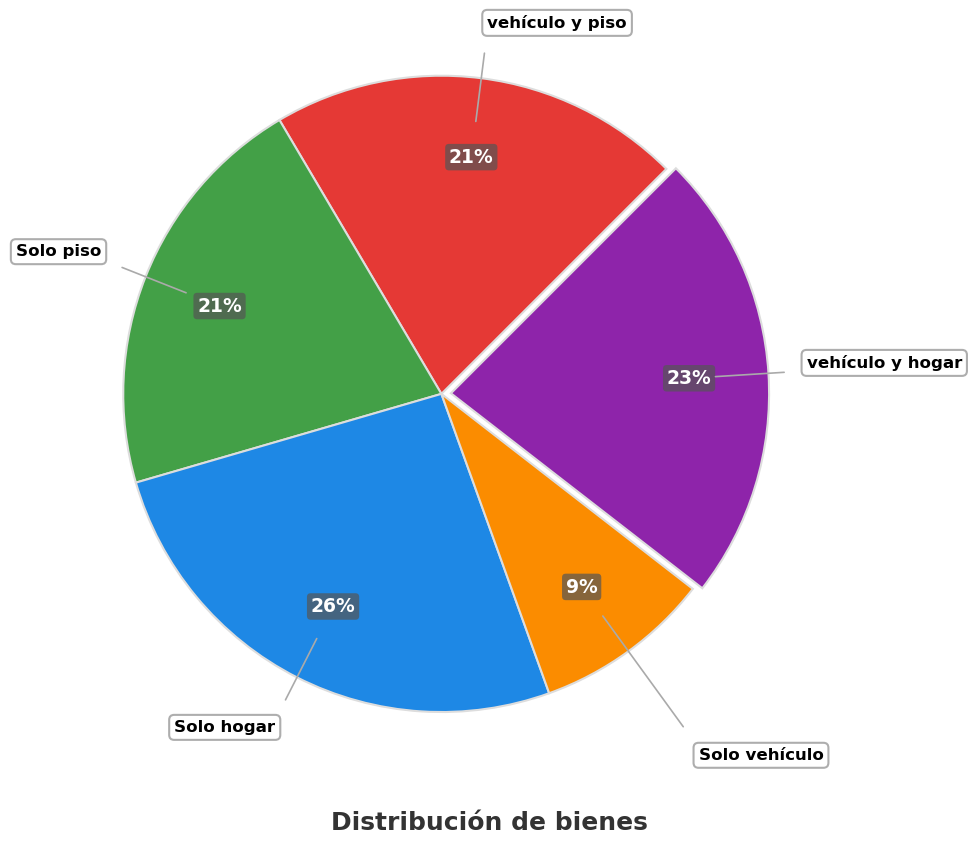 vehículo y piso
21%
Solo piso
21%
vehículo y hogar
23%
9%
26%
Solo hogar
Solo vehículo
Distribución de bienes